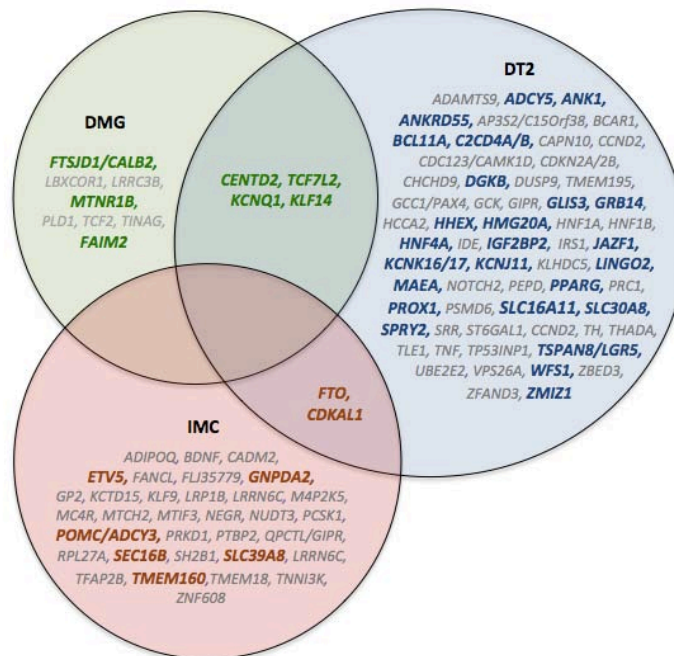 DMG
FTSJD1/CALB2,
LBXCOR1, LRRC3B,
MTNR1B,
PLD1, TCF2, TINAG,
FAIM2
CENTD2, TCF7L2,
KCNQ1, KLF14
DT2
ADAMTS9, ADCY5, ANK1,
ANKRD55, AP3S2/C15Orf38, BCAR1,
BCL11A, C2CD4A/B, CAPN10, CCND2,
CDC123/CAMK1D, CDKN2A/2B,
CHCHD9, DGKB, DUSP9, TMEM195,
GCC1/PAX4, GCK, GIPR, GLIS3, GRB14,
HCCA2, HHEX, HMG20A, HNF1A, HNF1B,
HNF4A, IDE, IGF2BP2, IRS1, JAZF1,
KCNK16/17, KCNJ11, KLHDC5, LINGO2,
MAEA, NOTCH2, PEPD, PPARG, PRC1,
PROX1, PSMD6, SLC16A11, SLC30A8,
SPRY2, SRR, ST6GAL1, CCND2, TH, THADA,
TLE1, TNF, TP53INP1, TSPAN8/LGR5,
UBE2E2, VPS26A, WFS1, ZBED3,
ZFAND3, ZMIZ1
FTO,
CDKAL1
IMC
ADIPOQ, BDNF, CADM2,
ETV5, FANCL, FLJ35779, GNPDA2,
GP2, KCTD15, KLF9, LRP1B, LRRN6C, M4P2K5,
MC4R, MTCH2, MTIF3, NEGR, NUDT3, PCSK1,
POMC/ADCY3, PRKD1, PTBP2, QPCTL/GIPR,
RPL27A, SEC16B, SH2B1, SLC39A8, LRRN6C,
TFAP2B, TMEM160,TMEM18, TNNI3K,
ZNF608